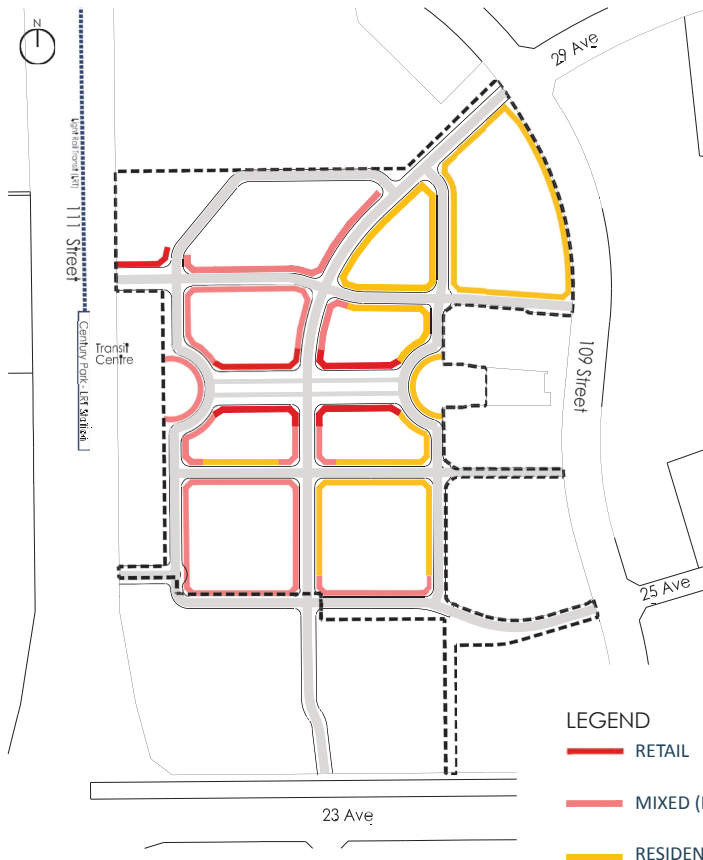 N
29 Ave
Light Rail Transit (LRT)
111 Street
Century Park - LRT Station
Transit
Centre
109 Street
25 Ave
LEGEND
RETAIL
MIXED (
RESIDEN
23 Ave